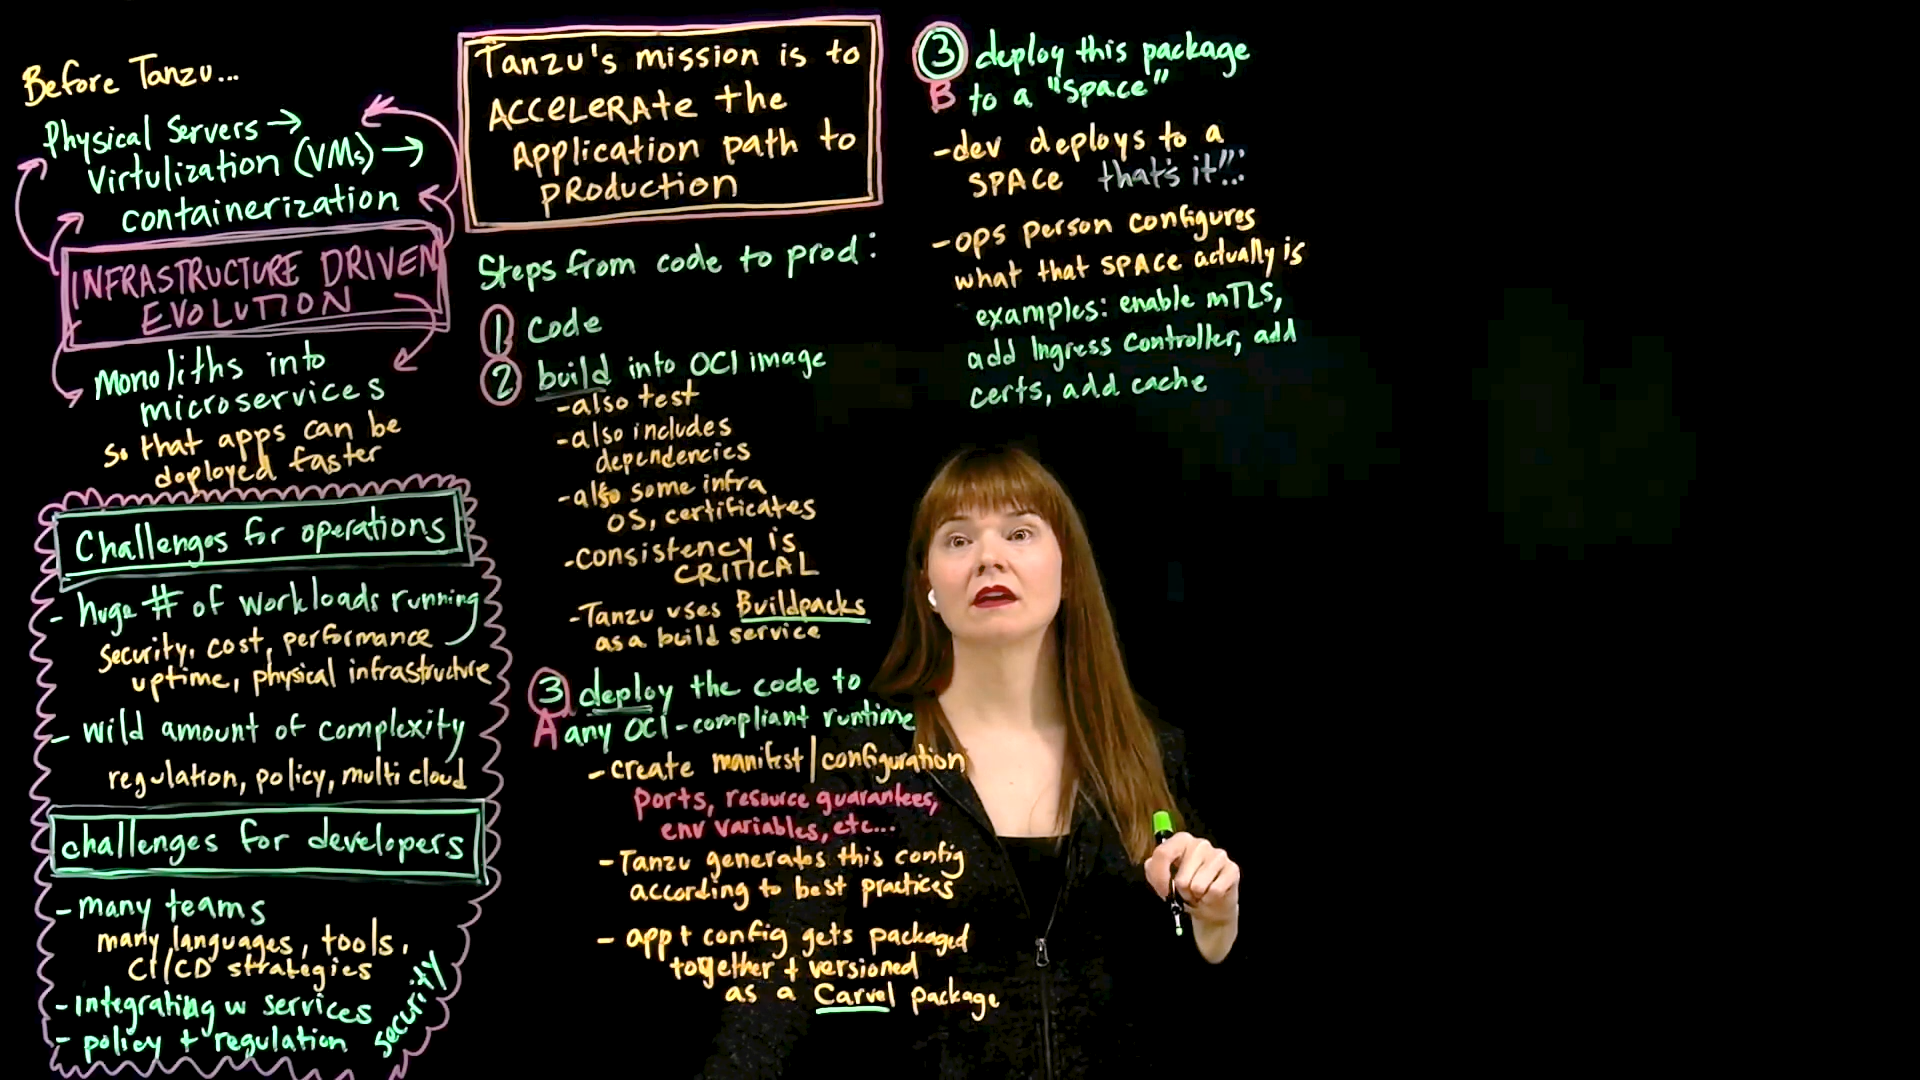 Before Tanzu...
Physical Servers →
Virtulization (VMs) →
containerization
INFRASTRUCTURE DRIVEN
EVOLUTION
Monoliths into
microservices
so that apps can be
doployed faster
Challenges for operations
- huge # of workloads running
security, cost, performance
uptime, physical infrastructure
- wild amount of complexity
regulation, policy, multi cloud
challenges for developers
- many teams
many languages, tools,
CI/CD strategies
- integrating w services
- policy + regulation
security
Tanzu's mission is to
ACCELERAte the
Application path to
PRoduction
Steps from code to prod:
1 Code
2 build into OCI image
- also test
- also includes
dependencies
- also some infra
OS, certificates
- consistency is
CRITICAL
- Tanzu uses Buildpacks
as a build service
3 deploy the code to
A any OCI-compliant runtime
- create manifest/configuration
ports, resource guarantees,
env variables, etc...
- Tanzu generates this config
according to best practices
- app + config gets packaged
together + versioned
as a Carvel package
3 deploy this package
B to a "space"
- dev deploys to a
SPACe that's it!!
- ops person configures
what that SPACe actually is
examples: enable mTLS,
add Ingress Controller, add
certs, add cache